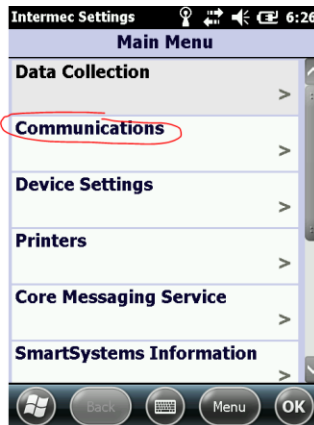 Intermec Settings 6:26
Main Menu
Data Collection
>
Communications
>
Device Settings
>
Printers
>
Core Messaging Service
>
SmartSystems Information
>
Back Menu OK